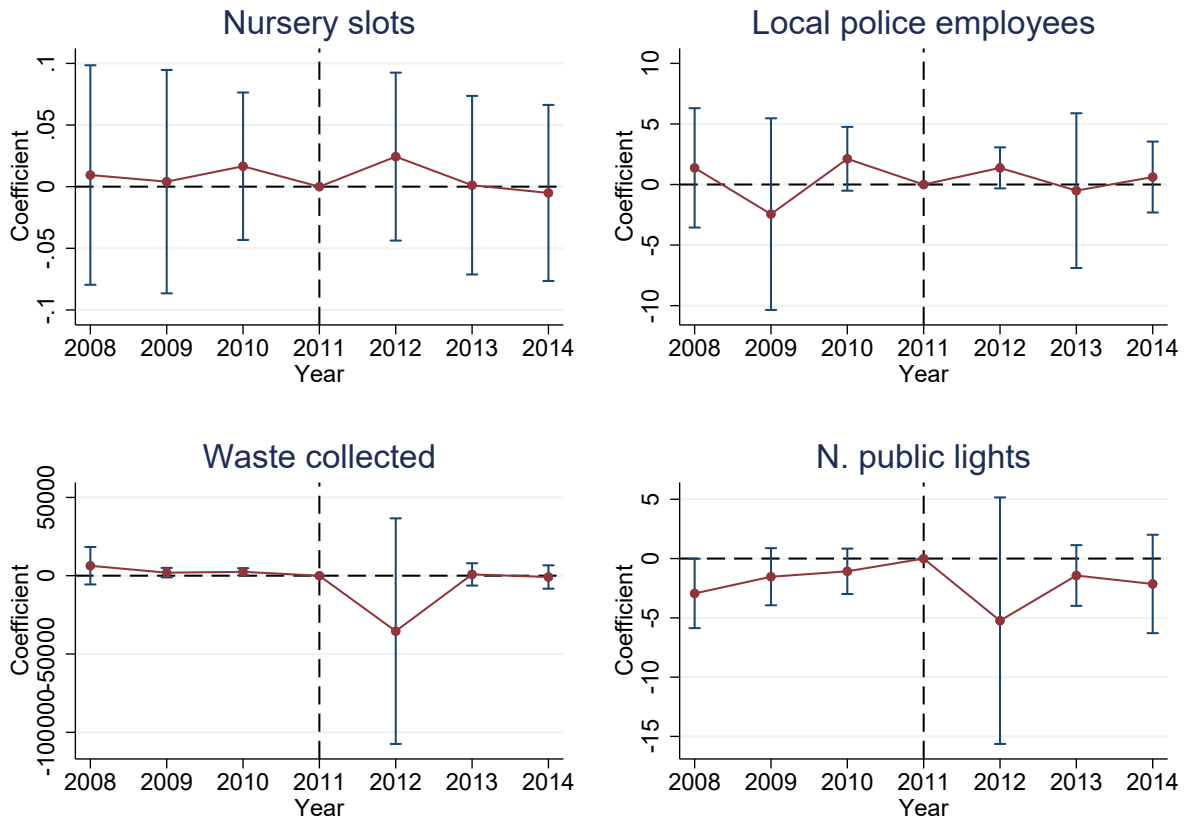 Nursery slots
Coefficient
.1
.05
0
-.05
-.1
2008 2009 2010 2011 2012 2013 2014
Year
Local police employees
Coefficient
10
5
0
-5
-10
2008 2009 2010 2011 2012 2013 2014
Year
Waste collected
Coefficient
50000
0
-50000
-100000
2008 2009 2010 2011 2012 2013 2014
Year
N. public lights
Coefficient
5
0
-5
-10
-15
2008 2009 2010 2011 2012 2013 2014
Year